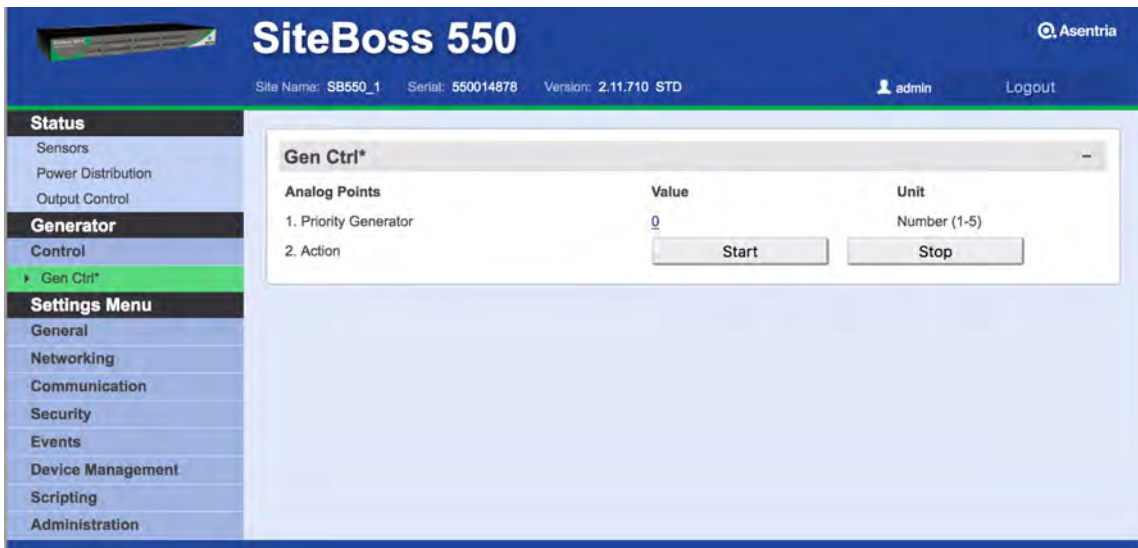 SiteBoss 550
Asentria
Site Name: SB550_1 Serial: 550014878 Version: 2.11.710 STD admin Logout
Status
Sensors
Power Distribution
Output Control
Generator
Control
Gen Ctrl*
Settings Menu
General
Networking
Communication
Security
Events
Device Management
Scripting
Administration
Gen Ctrl* –
Analog Points Value Unit
1. Priority Generator 0 Number (1-5)
2. Action Start Stop